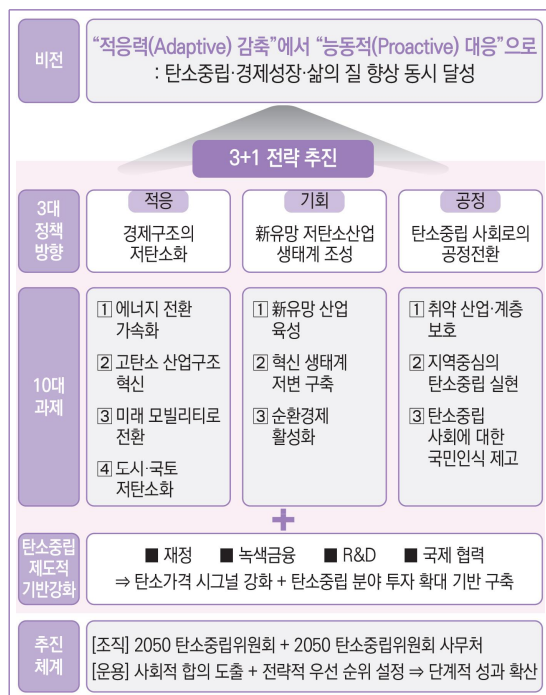 비전
“적응력(Adaptive) 감축”에서 “능동적(Proactive) 대응”으로
: 탄소중립·경제성장·삶의 질 향상 동시 달성
3+1 전략 추진
3대
정책
방향
적응
경제구조의
저탄소화
기회
新유망 저탄소산업
생태계 조성
공정
탄소중립 사회로의
공정전환
10대
과제
1 에너지 전환
가속화
2 고탄소 산업구조
혁신
3 미래 모빌리티로
전환
4 도시·국토
저탄소화
1 新유망 산업
육성
2 혁신 생태계
저변 구축
3 순환경제
활성화
1 취약 산업·계층
보호
2 지역중심의
탄소중립 실현
3 탄소중립
사회에 대한
국민인식 제고
+
탄소중립
제도적
기반강화
■ 재정 ■ 녹색금융 ■ R&D ■ 국제 협력
⇒ 탄소가격 시그널 강화 + 탄소중립 분야 투자 확대 기반 구축
추진
체계
[조직] 2050 탄소중립위원회 + 2050 탄소중립위원회 사무처
[운용] 사회적 합의 도출 + 전략적 우선 순위 설정 ⇒ 단계적 성과 확산